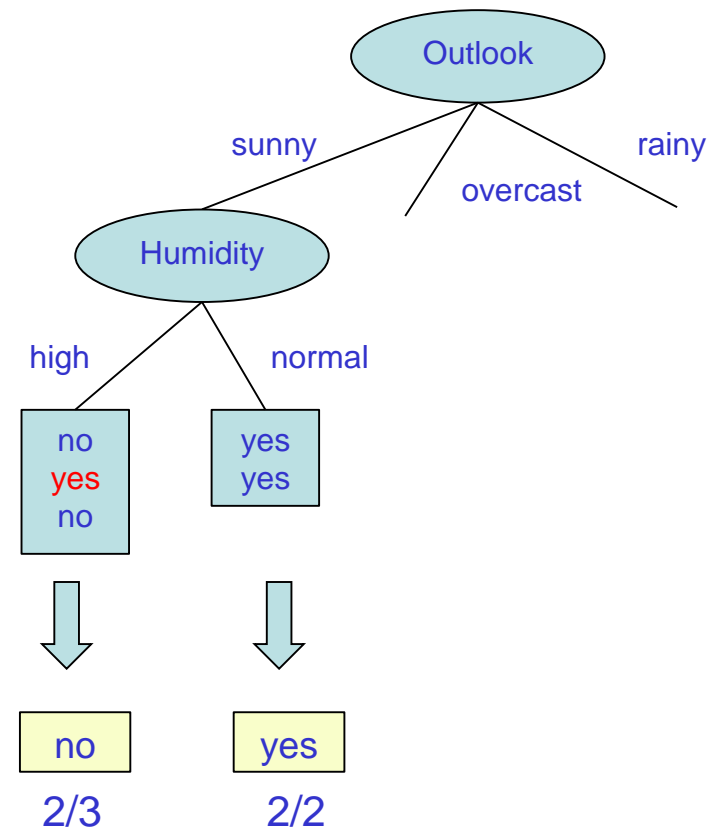 Outlook
sunny
rainy
overcast
Humidity
high
normal
no
yes
no
yes
yes
no
yes
2/3
2/2